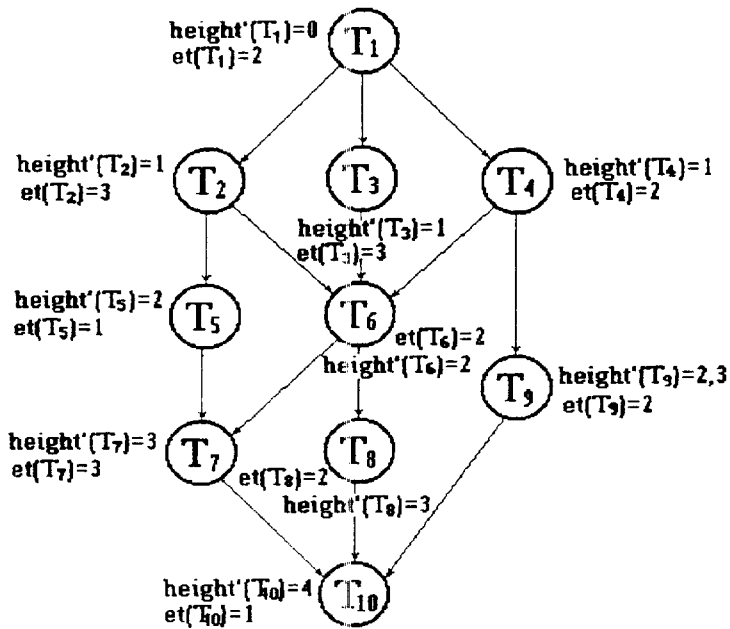 height'(T₁)=0
et(T₁)=2
T₁
height'(T₂)=1
et(T₂)=3
T₂
T₃
T₄
height'(T₄)=1
et(T₄)=2
height'(T₃)=1
et(T₃)=3
height'(T₅)=2
et(T₅)=1
T₅
T₆
et(T₆)=2
height'(T₆)=2
T₉
height'(T₉)=2,3
et(T₉)=2
height'(T₇)=3
et(T₇)=3
T₇
T₈
et(T₈)=2
height'(T₈)=3
height'(T₁₀)=4
et(T₁₀)=1
T₁₀